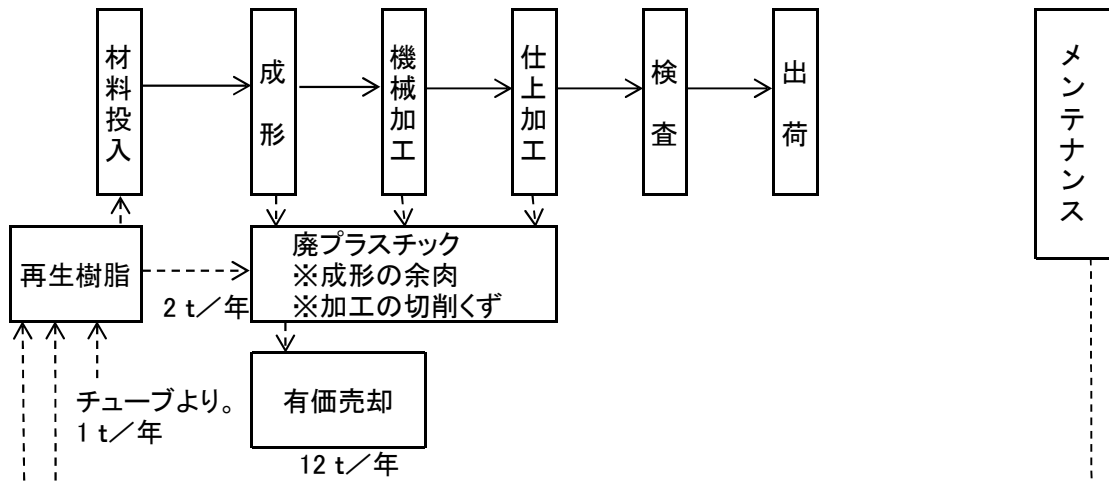 材料投入
成形
機械加工
仕上加工
検査
出荷
メンテナンス
再生樹脂
2 t／年
廃プラスチック
※成形の余肉
※加工の切削くず
チューブより。
1 t／年
有価売却
12 t／年